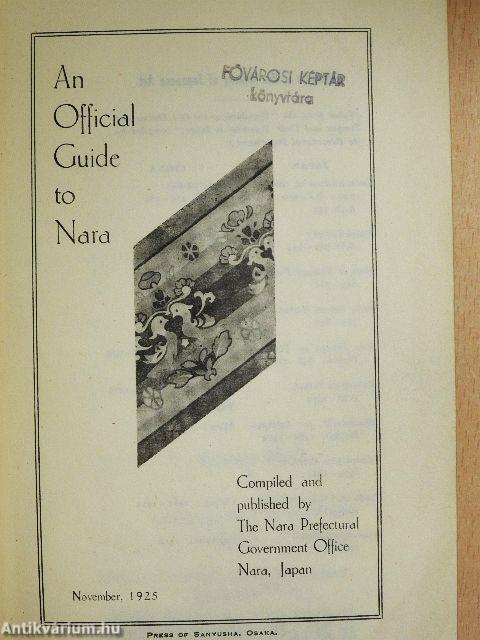 An
Official
Guide
to
Nara
FŐVÁROSI KÉPTÁR
könyvtára
Compiled and
published by
The Nara Prefectural
Government Office
Nara, Japan
November, 1925
PRESS OF SANYUSHA, OSAKA.
Antikvárium.hu